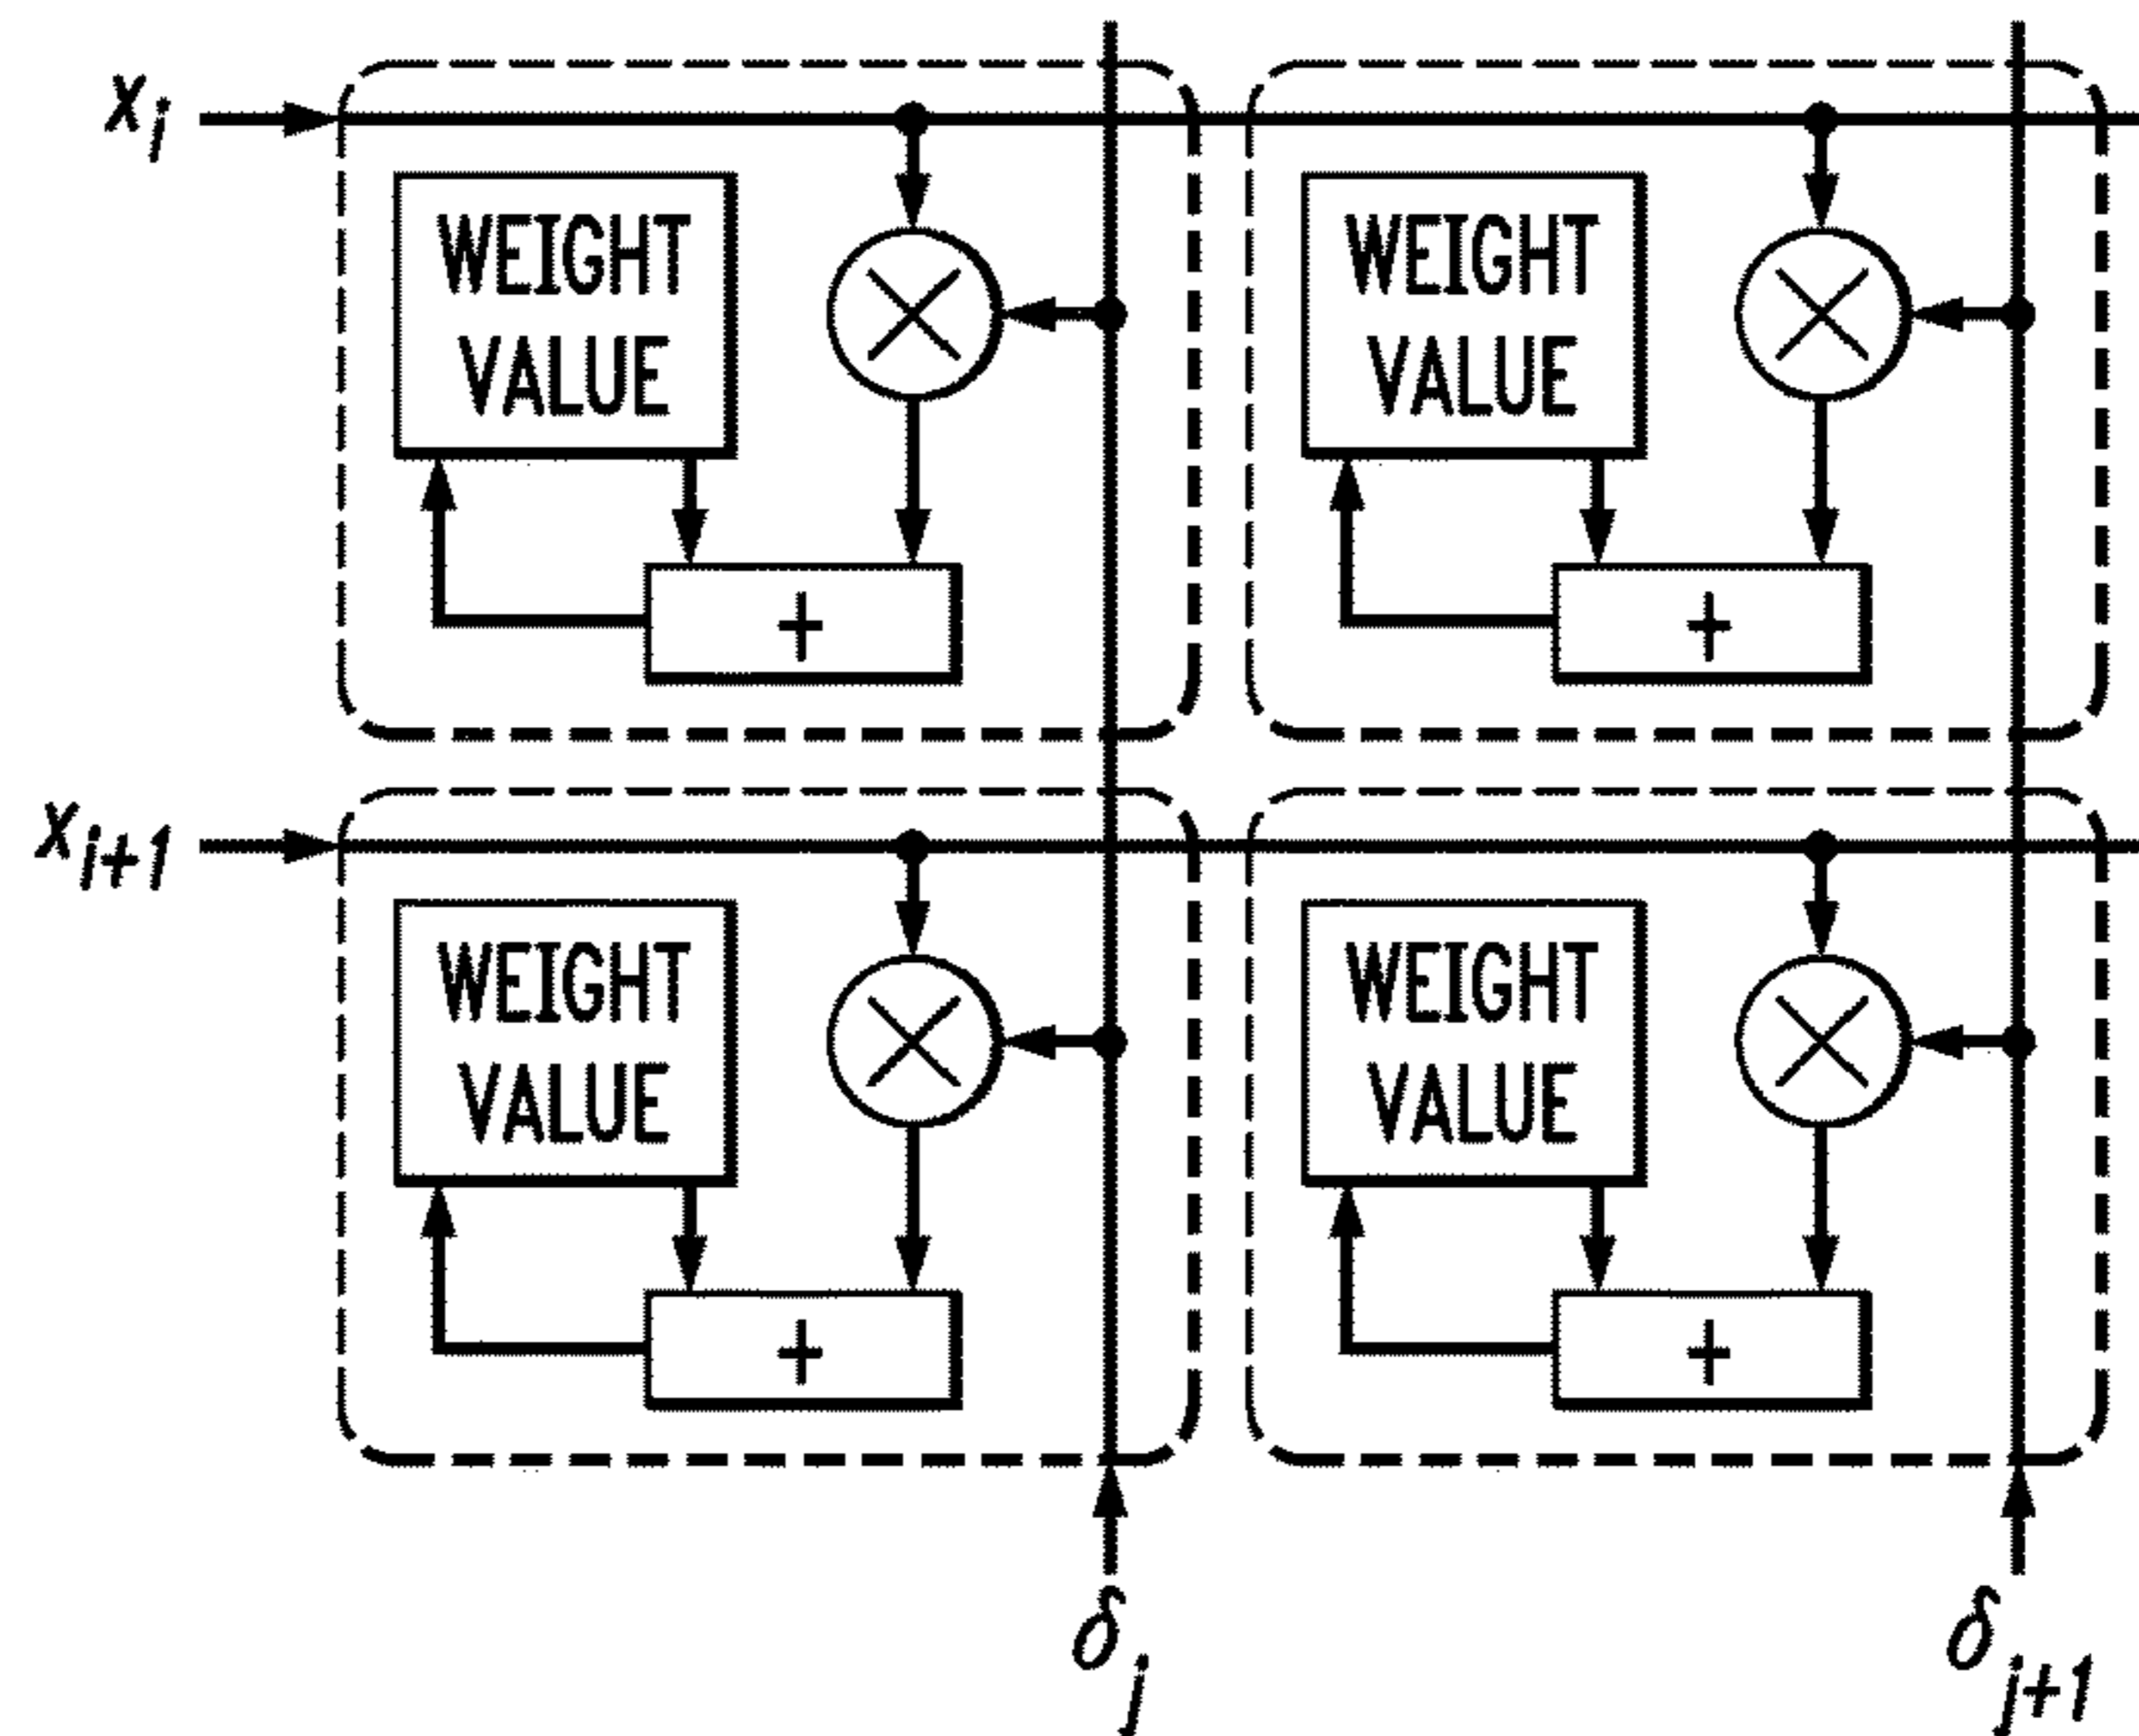 x_i
WEIGHT
VALUE
+
WEIGHT
VALUE
+
x_{i+1}
WEIGHT
VALUE
+
WEIGHT
VALUE
+
δ_j
δ_{j+1}